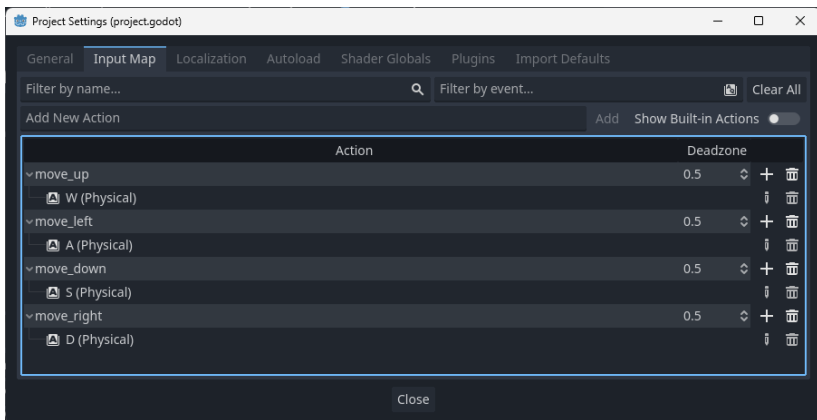 Project Settings (project.godot)
General Input Map Localization Autoload Shader Globals Plugins Import Defaults
Filter by name... Filter by event... Clear All
Add New Action Add Show Built-in Actions
Action Deadzone
move_up 0.5
W (Physical)
move_left 0.5
A (Physical)
move_down 0.5
S (Physical)
move_right 0.5
D (Physical)
Close